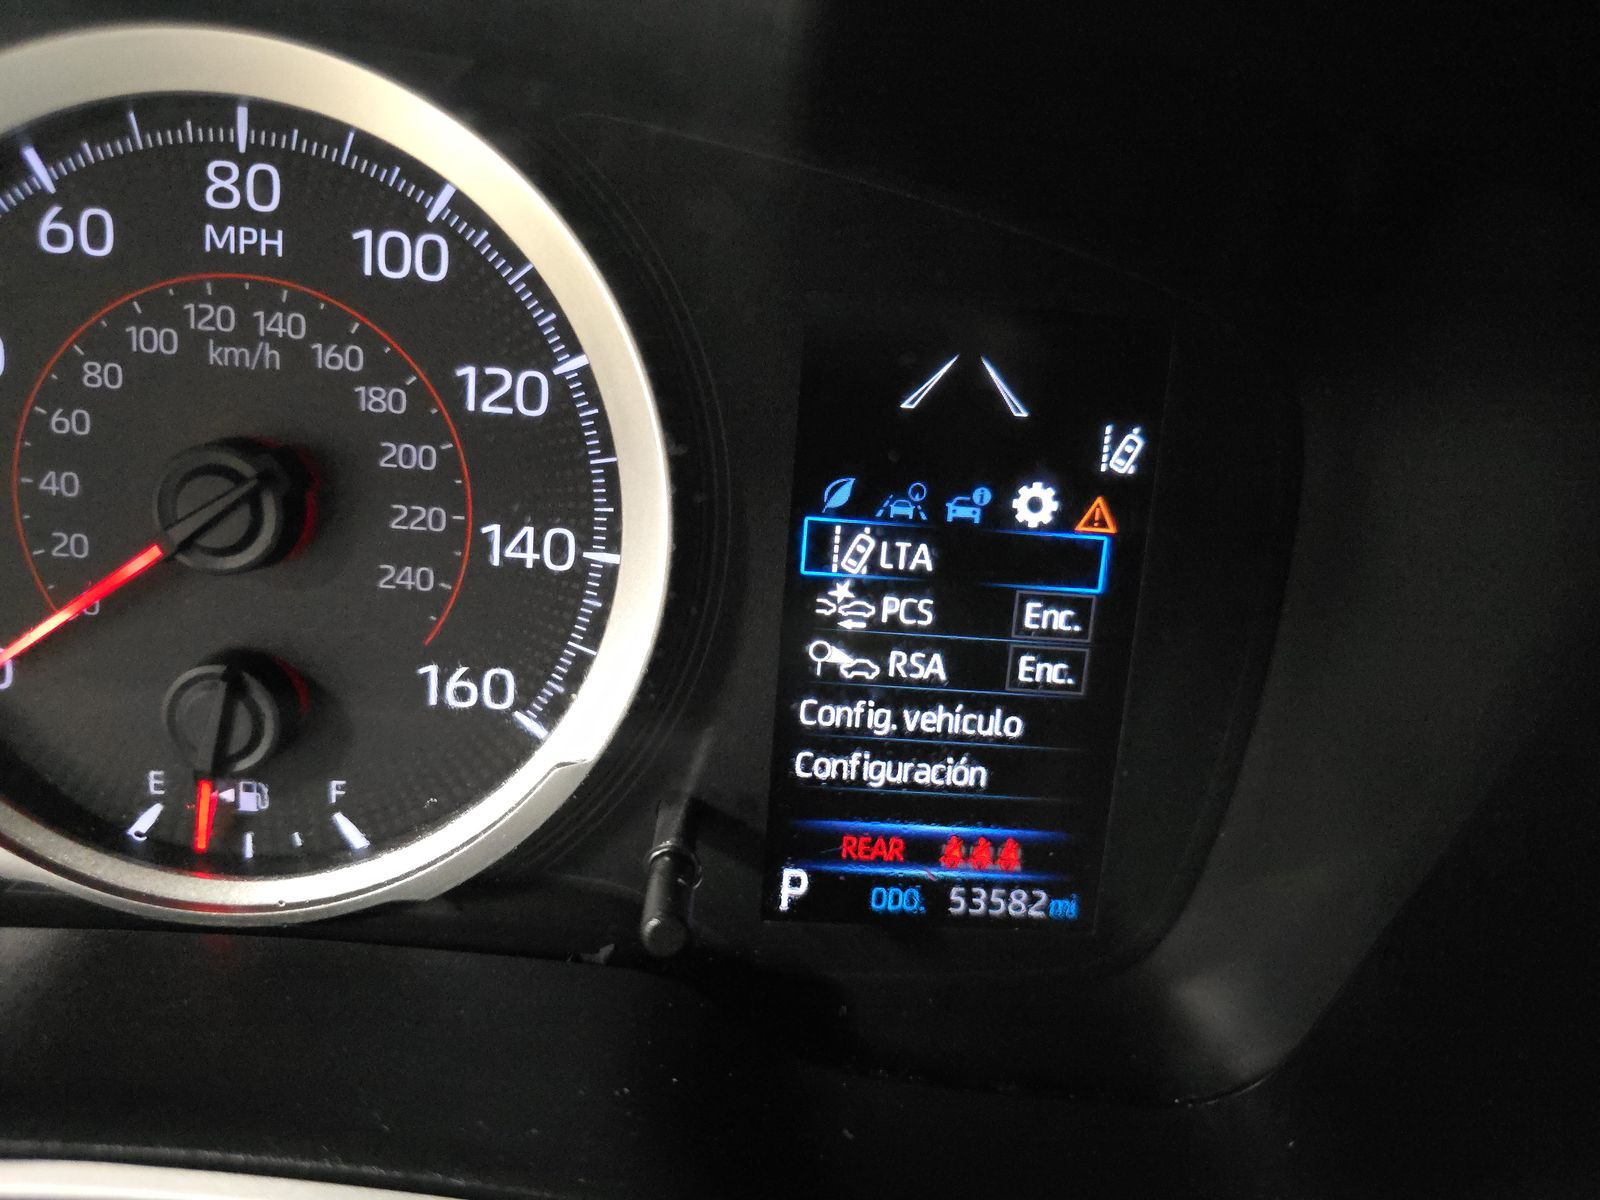 60
80
MPH
100
120
140
160
20
40
60
80
100
120
140
160
180
200
220
240
km/h
E
F
LTA
PCS Enc.
RSA Enc.
Config. vehículo
Configuración
REAR
P ODO. 53582 mi